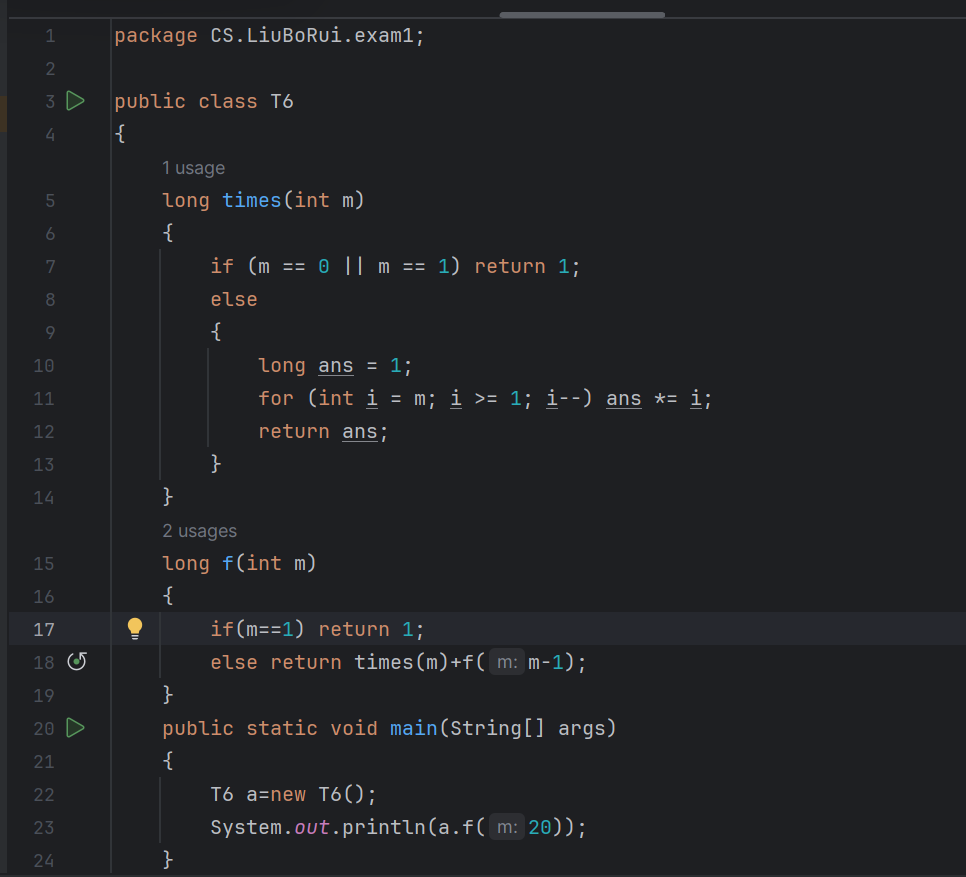 1 package CS.LiuBoRui.exam1;
2
3 public class T6
4 {
1 usage
5 long times(int m)
6 {
7 if (m == 0 || m == 1) return 1;
8 else
9 {
10 long ans = 1;
11 for (int i = m; i >= 1; i--) ans *= i;
12 return ans;
13 }
14 }
2 usages
15 long f(int m)
16 {
17 if(m==1) return 1;
18 else return times(m)+f( m: m-1);
19 }
20 public static void main(String[] args)
21 {
22 T6 a=new T6();
23 System.out.println(a.f( m: 20));
24 }